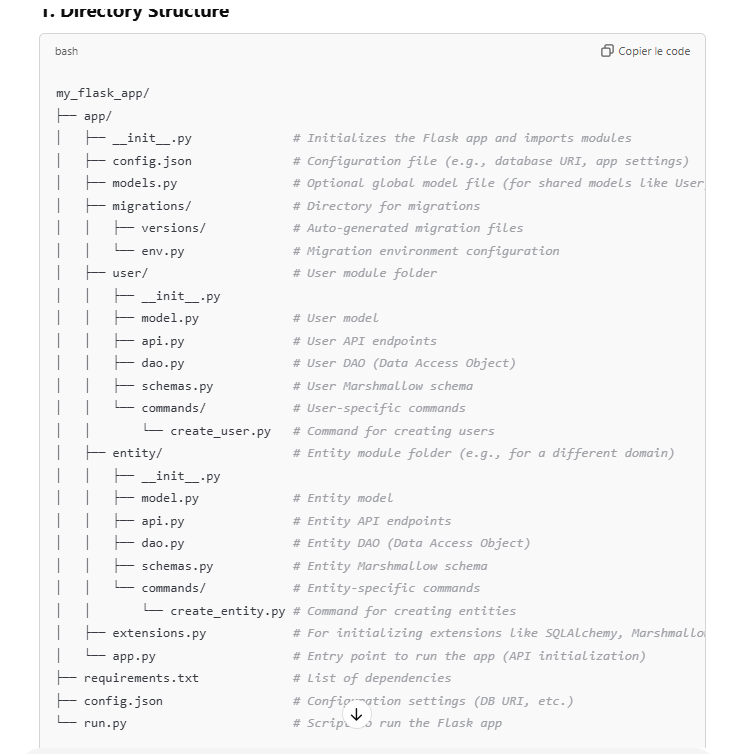 1. Directory Structure
bash
Copier le code
my_flask_app/
├── app/
│   ├── __init__.py              # Initializes the Flask app and imports modules
│   ├── config.json              # Configuration file (e.g., database URI, app settings)
│   ├── models.py                # Optional global model file (for shared models like User
│   ├── migrations/              # Directory for migrations
│   │   ├── versions/            # Auto-generated migration files
│   │   └── env.py               # Migration environment configuration
│   ├── user/                    # User module folder
│   │   ├── __init__.py
│   │   ├── model.py             # User model
│   │   ├── api.py               # User API endpoints
│   │   ├── dao.py               # User DAO (Data Access Object)
│   │   ├── schemas.py           # User Marshmallow schema
│   │   └── commands/            # User-specific commands
│   │       └── create_user.py   # Command for creating users
│   ├── entity/                  # Entity module folder (e.g., for a different domain)
│   │   ├── __init__.py
│   │   ├── model.py             # Entity model
│   │   ├── api.py               # Entity API endpoints
│   │   ├── dao.py               # Entity DAO (Data Access Object)
│   │   ├── schemas.py           # Entity Marshmallow schema
│   │   └── commands/            # Entity-specific commands
│   │       └── create_entity.py # Command for creating entities
│   ├── extensions.py            # For initializing extensions like SQLAlchemy, Marshmallo
│   └── app.py                   # Entry point to run the app (API initialization)
├── requirements.txt             # List of dependencies
├── config.json                  # Configuration settings (DB URI, etc.)
└── run.py                       # Script to run the Flask app